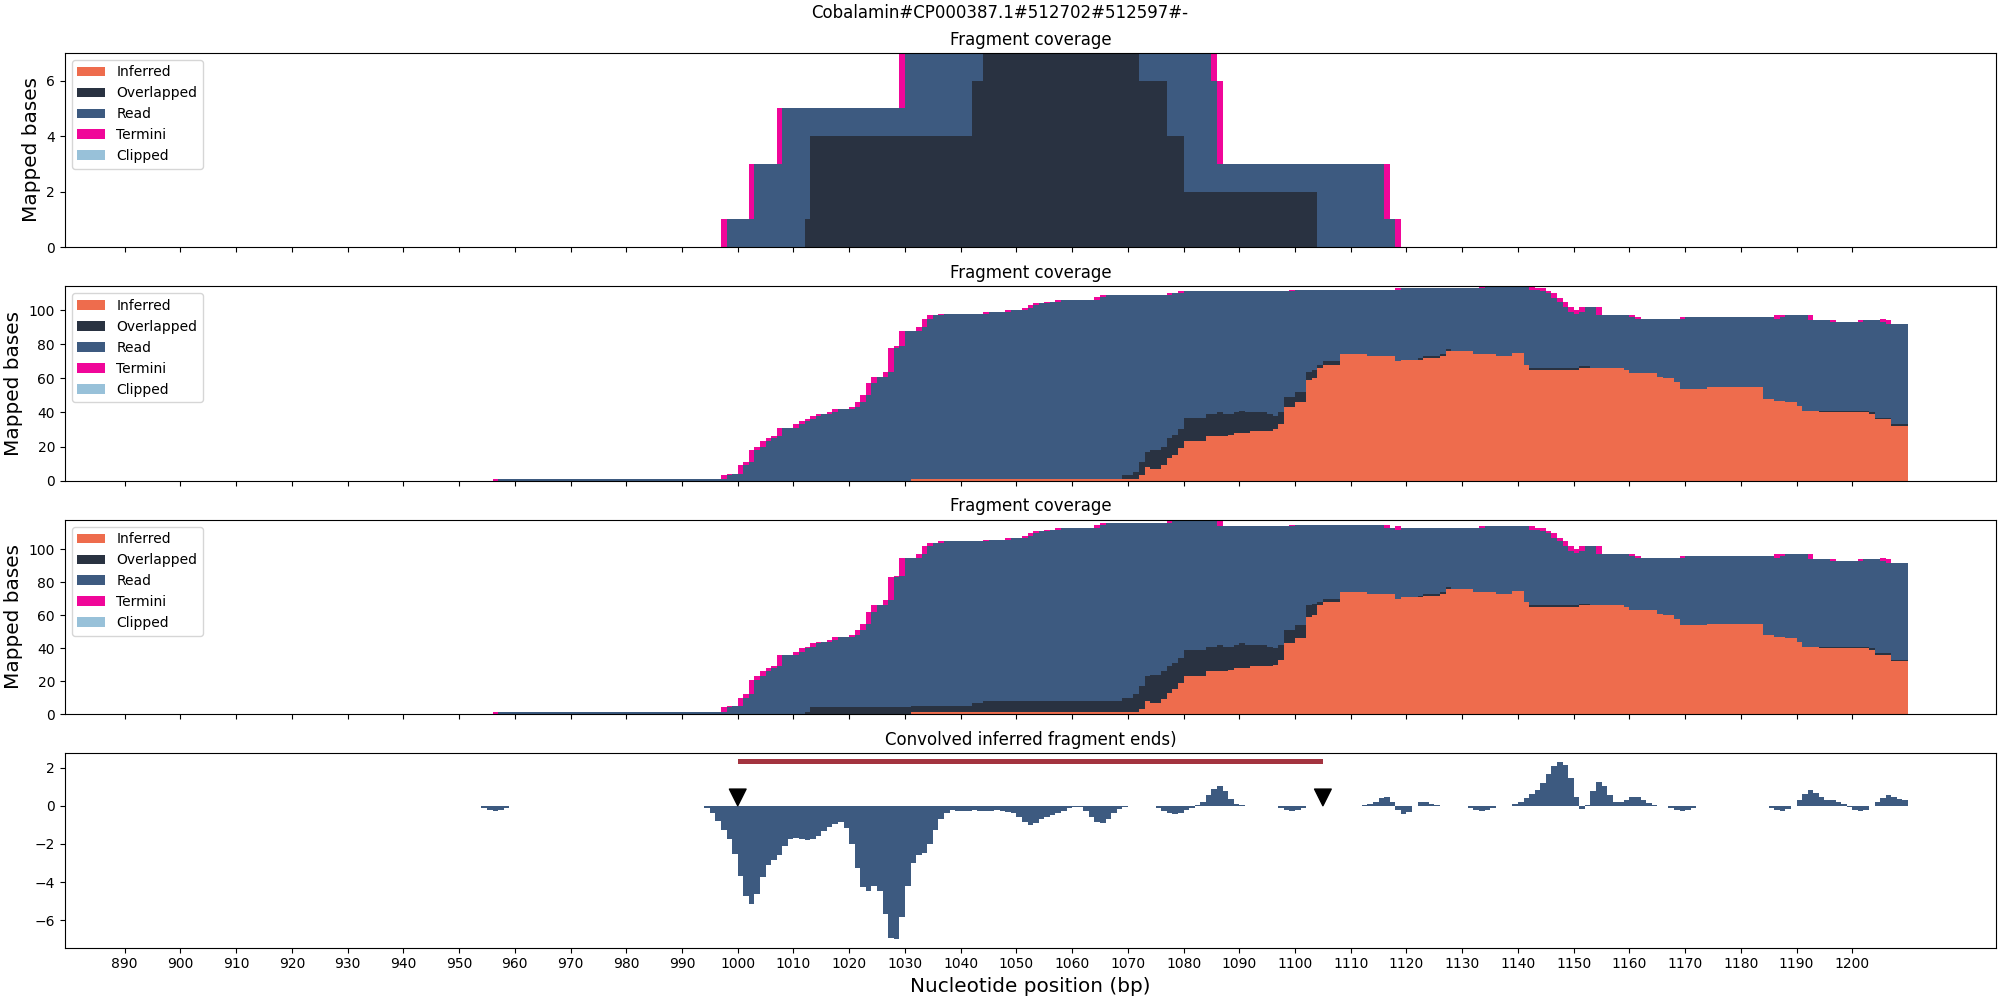 Cobalamin#CP000387.1#512702#512597#-
Fragment coverage
Mapped bases
6
4
2
0
Inferred
Overlapped
Read
Termini
Clipped
Fragment coverage
Mapped bases
100
80
60
40
20
0
Inferred
Overlapped
Read
Termini
Clipped
Fragment coverage
Mapped bases
100
80
60
40
20
0
Inferred
Overlapped
Read
Termini
Clipped
Convolved inferred fragment ends)
2
0
−2
−4
−6
890 900 910 920 930 940 950 960 970 980 990 1000 1010 1020 1030 1040 1050 1060 1070 1080 1090 1100 1110 1120 1130 1140 1150 1160 1170 1180 1190 1200
Nucleotide position (bp)